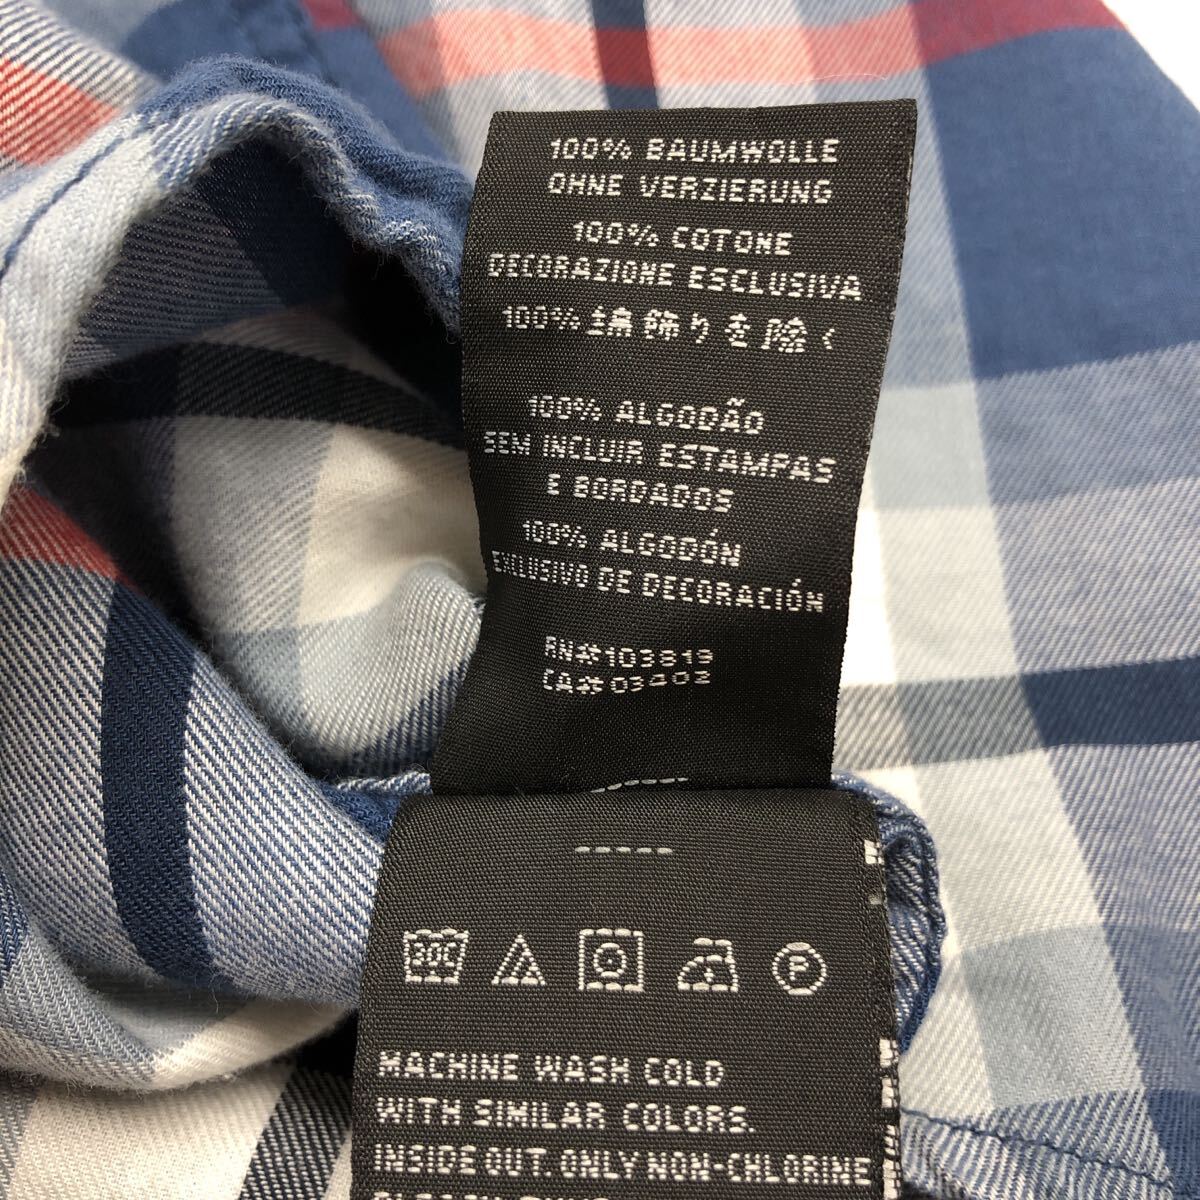 100% BAUMWOLLE
OHNE VERZIERUNG
100% COTONE
DECORAZIONE ESCLUSIVA
100% 綿飾りを除く
100% ALGODÃO
SEM INCLUIR ESTAMPAS
E BORDADOS
100% ALGODÓN
EXCLUSIVO DE DECORACIÓN
RN#103819
CA#03402
30C
P
MACHINE WASH COLD
WITH SIMILAR COLORS.
INSIDE OUT. ONLY NON-CHLORINE